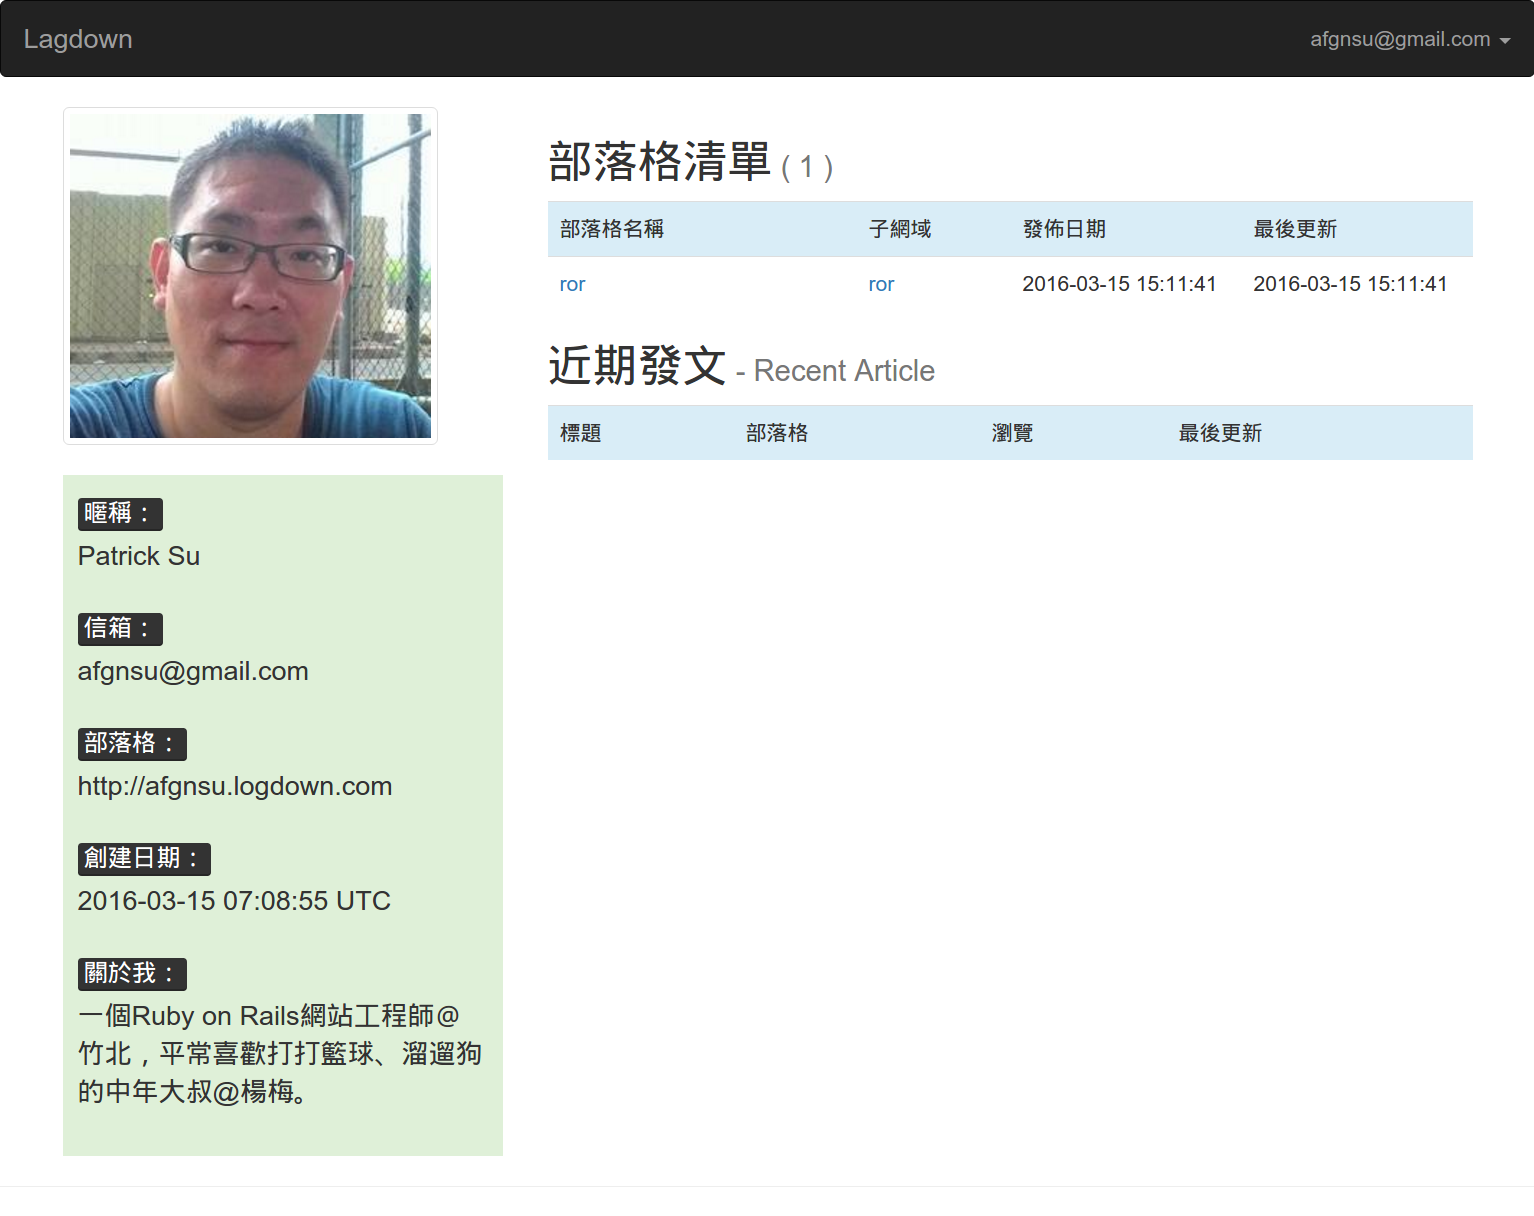 Lagdown
afgnsu@gmail.com
部落格清單 ( 1 )
部落格名稱 子網域 發佈日期 最後更新
ror ror 2016-03-15 15:11:41 2016-03-15 15:11:41
近期發文 - Recent Article
標題 部落格 瀏覽 最後更新
暱稱：
Patrick Su
信箱：
afgnsu@gmail.com
部落格：
http://afgnsu.logdown.com
創建日期：
2016-03-15 07:08:55 UTC
關於我：
一個Ruby on Rails網站工程師@
竹北，平常喜歡打打籃球、溜遛狗
的中年大叔@楊梅。